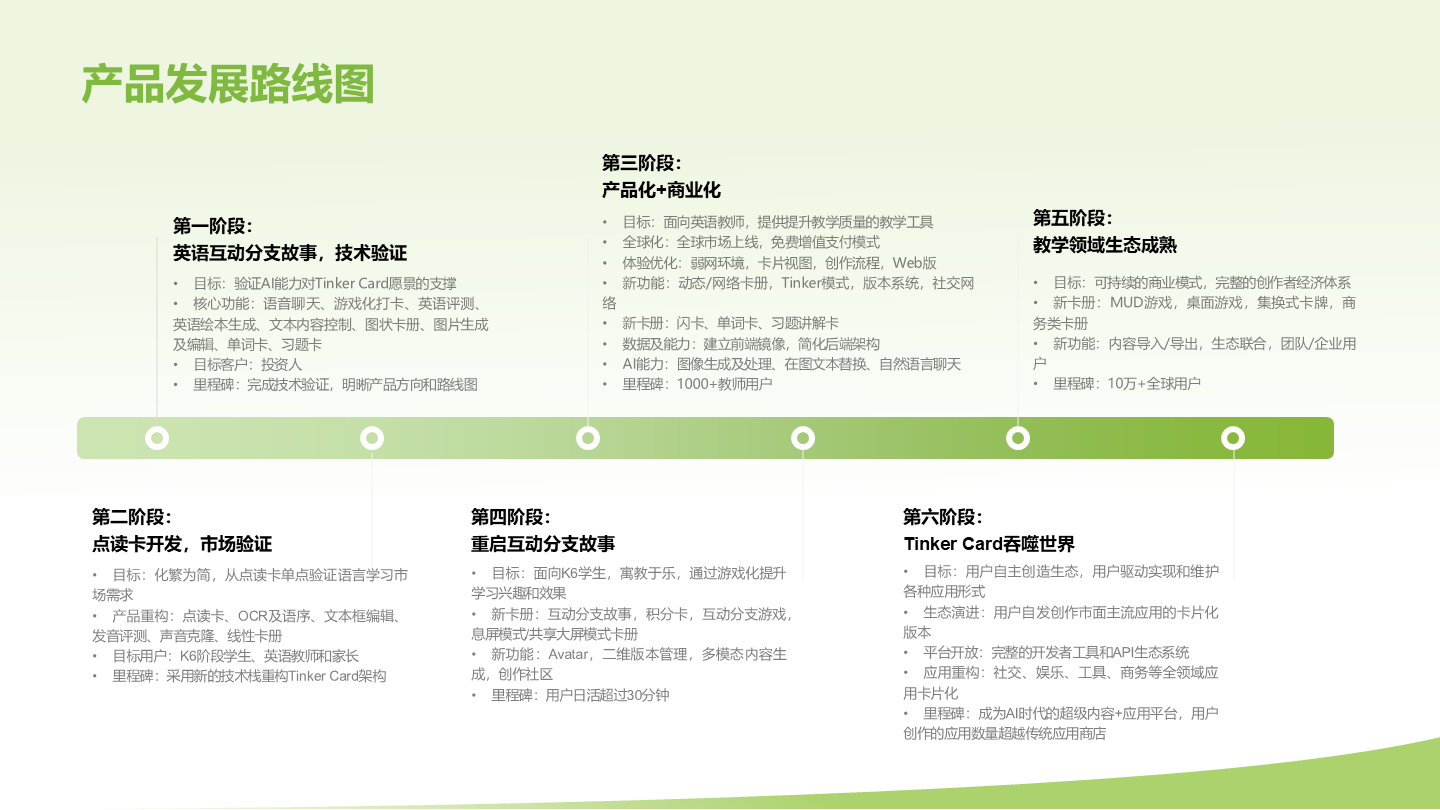 产品发展路线图
第一阶段：
英语互动分支故事，技术验证
• 目标：验证AI能力对Tinker Card愿景的支撑
• 核心功能：语音聊天、游戏化打卡、英语评测、
英语绘本生成、文本内容控制、图状卡册、图片生成
及编辑、单词卡、习题卡
• 目标客户：投资人
• 里程碑：完成技术验证，明晰产品方向和路线图
第三阶段：
产品化+商业化
• 目标：面向英语教师，提供提升教学质量的教学工具
• 全球化：全球市场上线，免费增值支付模式
• 体验优化：弱网环境，卡片视图，创作流程，Web版
• 新功能：动态/网络卡册，Tinker模式，版本系统，社交网
络
• 新卡册：闪卡、单词卡、习题讲解卡
• 数据及能力：建立前端镜像，简化后端架构
• AI能力：图像生成及处理、在图文本替换、自然语言聊天
• 里程碑：1000+教师用户
第五阶段：
教学领域生态成熟
• 目标：可持续的商业模式，完整的创作者经济体系
• 新卡册：MUD游戏，桌面游戏，集换式卡牌，商
务类卡册
• 新功能：内容导入/导出，生态联合，团队/企业用
户
• 里程碑：10万+全球用户
第二阶段：
点读卡开发，市场验证
• 目标：化繁为简，从点读卡单点验证语言学习市
场需求
• 产品重构：点读卡、OCR及语序、文本框编辑、
发音评测、声音克隆、线性卡册
• 目标用户：K6阶段学生、英语教师和家长
• 里程碑：采用新的技术栈重构Tinker Card架构
第四阶段：
重启互动分支故事
• 目标：面向K6学生，寓教于乐，通过游戏化提升
学习兴趣和效果
• 新卡册：互动分支故事，积分卡，互动分支游戏，
息屏模式/共享大屏模式卡册
• 新功能：Avatar，二维版本管理，多模态内容生
成，创作社区
• 里程碑：用户日活超过30分钟
第六阶段：
Tinker Card吞噬世界
• 目标：用户自主创造生态，用户驱动实现和维护
各种应用形式
• 生态演进：用户自发创作市面主流应用的卡片化
版本
• 平台开放：完整的开发者工具和API生态系统
• 应用重构：社交、娱乐、工具、商务等全领域应
用卡片化
• 里程碑：成为AI时代的超级内容+应用平台，用户
创作的应用数量超越传统应用商店